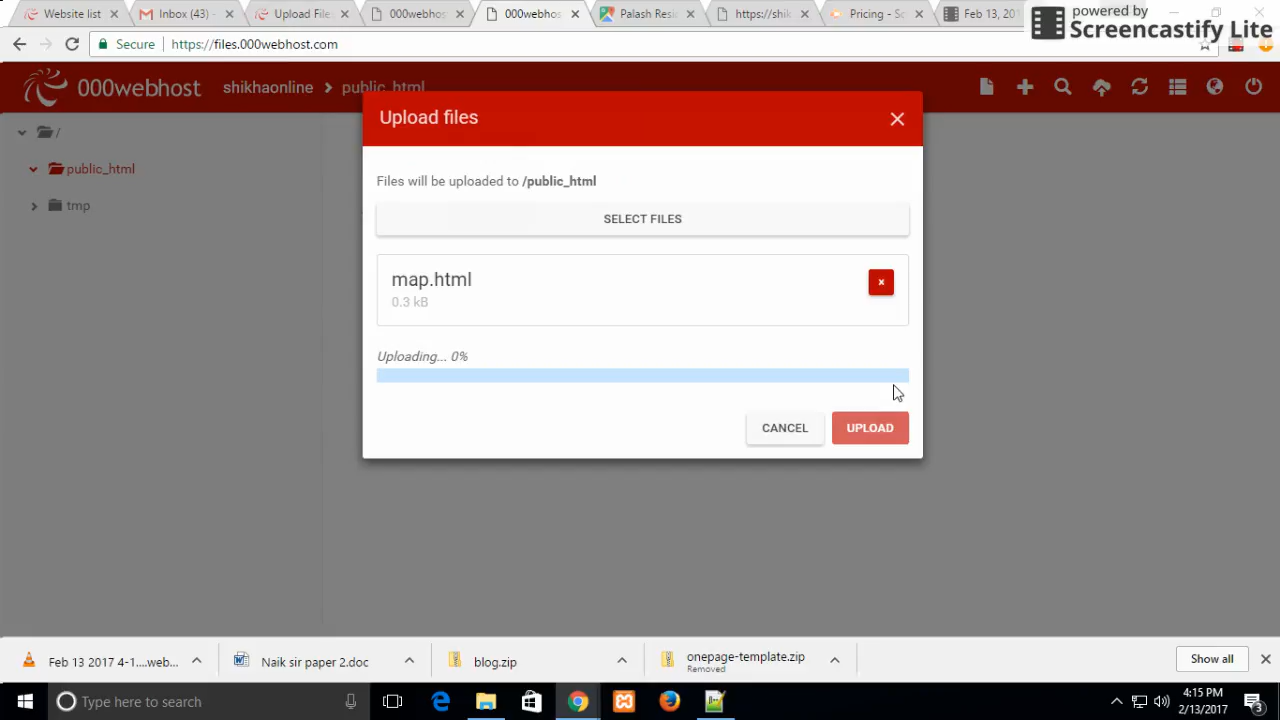 Website list
Inbox (43) -
Upload File
000webhos
000webhos
Palash Resi
https://shik
Pricing - Sc
Feb 13, 201
powered by
Screencastify Lite
Secure
https://files.000webhost.com
000webhost
shikhaonline
public_html
Upload files
/
public_html
tmp
Files will be uploaded to /public_html
SELECT FILES
map.html
0.3 kB
Uploading... 0%
CANCEL
UPLOAD
Feb 13 2017 4-1....web...
Naik sir paper 2.doc
blog.zip
onepage-template.zip
Removed
Show all
Type here to search
4:15 PM
2/13/2017
3